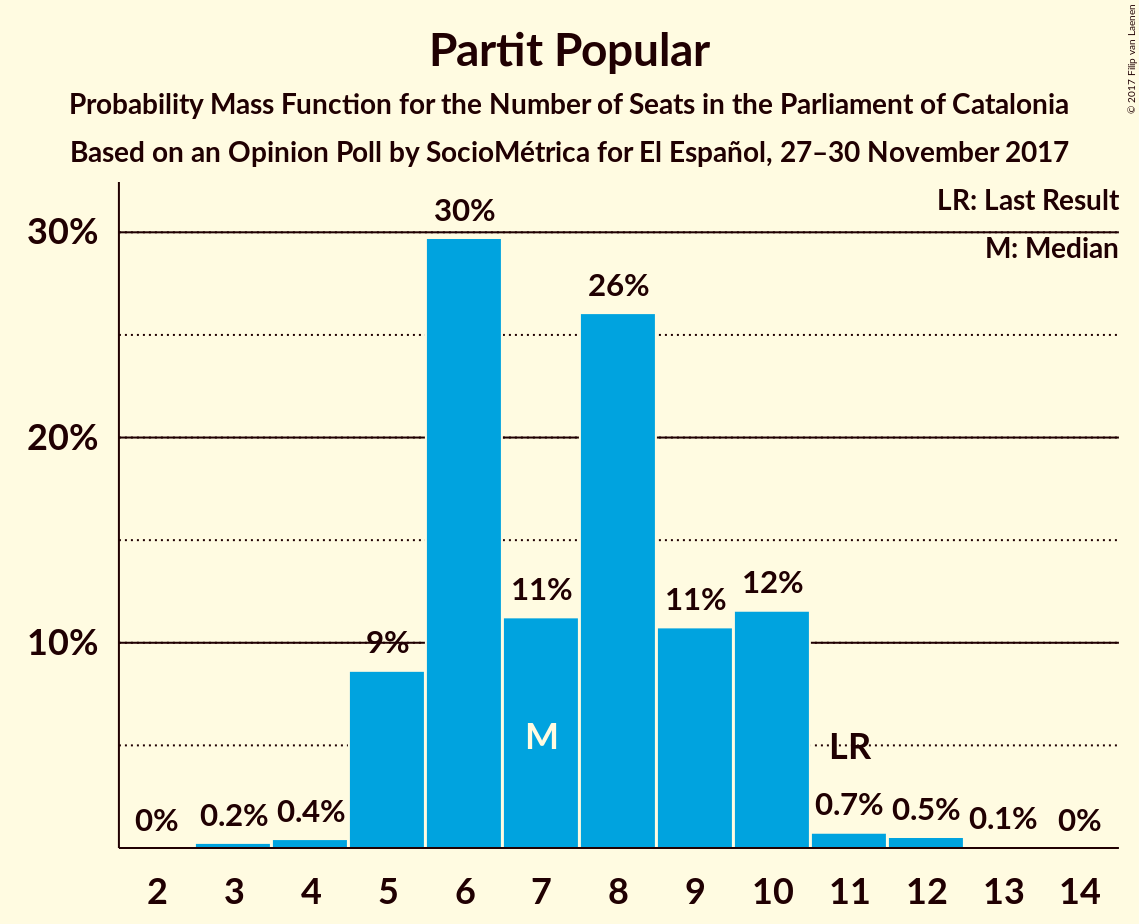 Partit Popular
Probability Mass Function for the Number of Seats in the Parliament of Catalonia
Based on an Opinion Poll by SocioMétrica for El Español, 27–30 November 2017
© 2017 Filip van Laenen
LR: Last Result
M: Median
30%
20%
10%
0% 0.2% 0.4% 9% 30% 11% 26% 11% 12% 0.7% 0.5% 0.1% 0%
M
LR
2 3 4 5 6 7 8 9 10 11 12 13 14